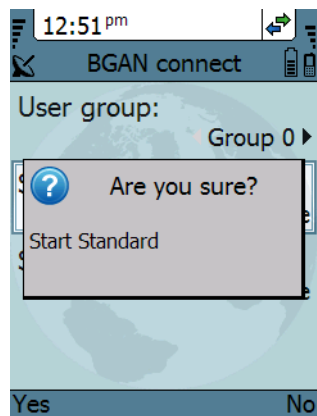 12:51 pm
BGAN connect
User group:
Group 0
S
?
Are you sure?
e
Start Standard
S
e
Yes
No